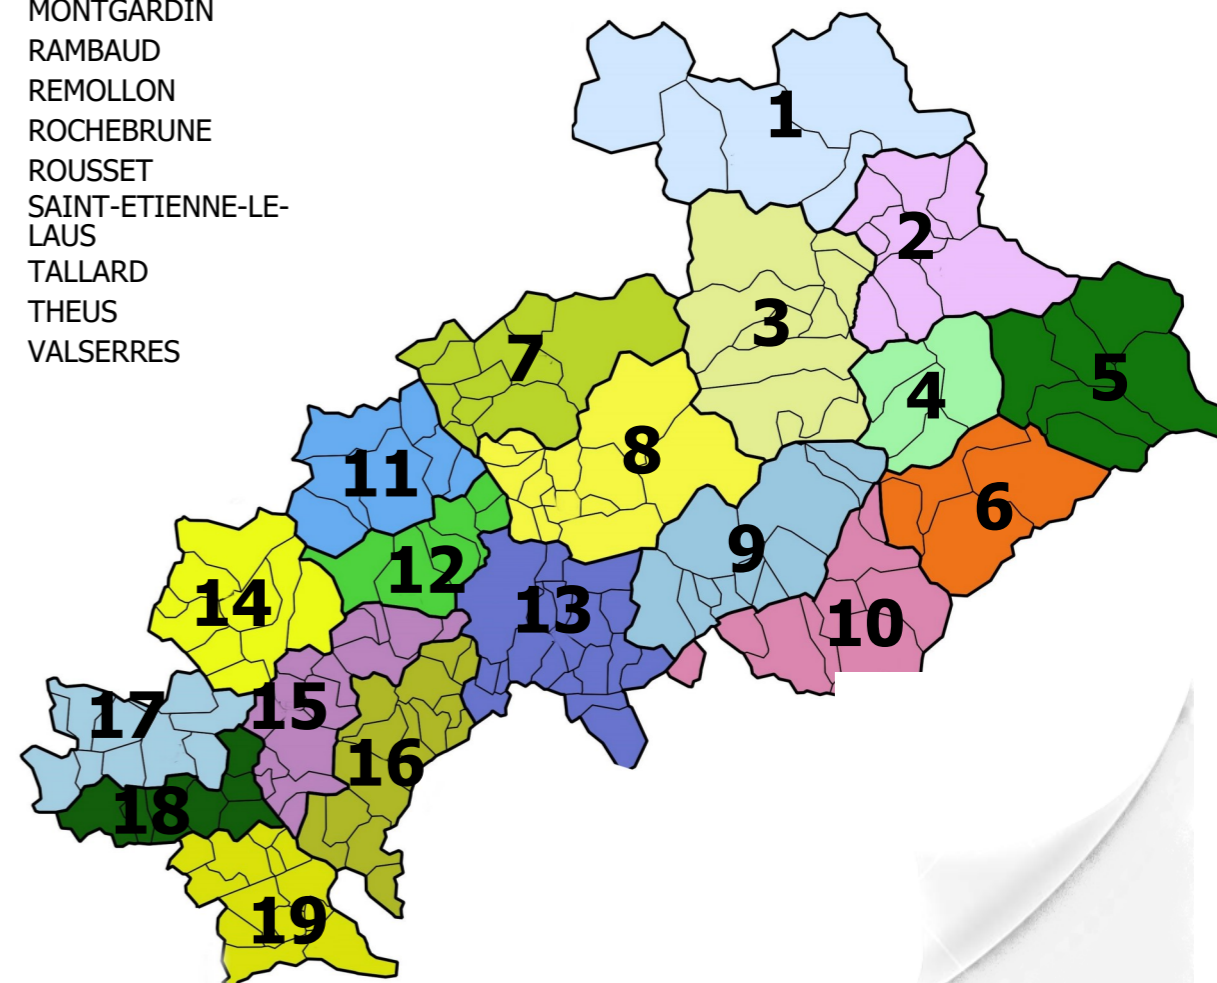 MONTGARDIN
RAMBAUD
REMOLLON
ROCHEBRUNE
ROUSSET
SAINT-ETIENNE-LE-
LAUS
TALLARD
THEUS
VALSERRES
1
2
3
4
5
6
7
8
9
10
11
12
13
14
15
16
17
18
19